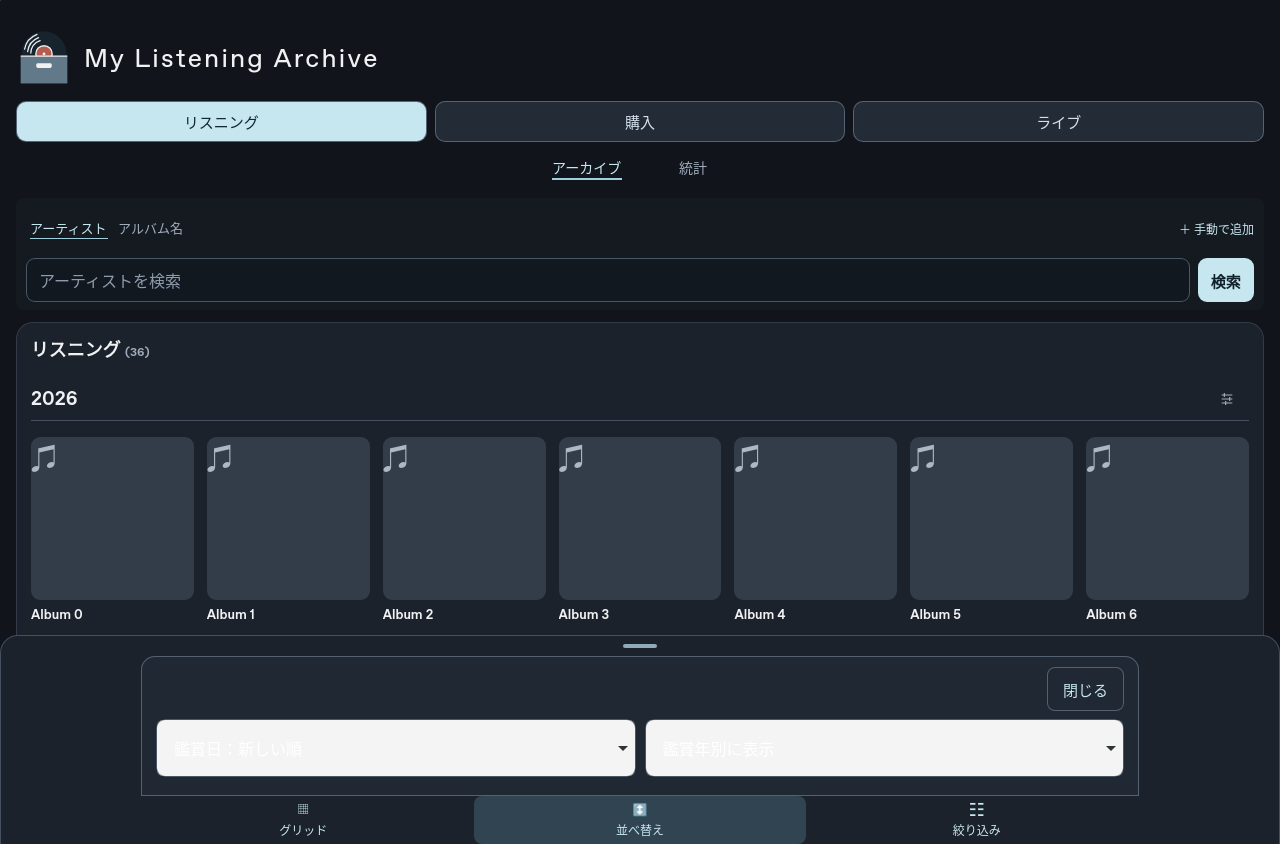 My Listening Archive
リスニング 購入 ライブ
アーカイブ 統計
アーティスト アルバム名 ＋ 手動で追加
アーティストを検索 検索
リスニング (36)
2026
Album 0 Album 1 Album 2 Album 3 Album 4 Album 5 Album 6
閉じる
鑑賞日：新しい順 鑑賞年別に表示
グリッド 並べ替え 絞り込み